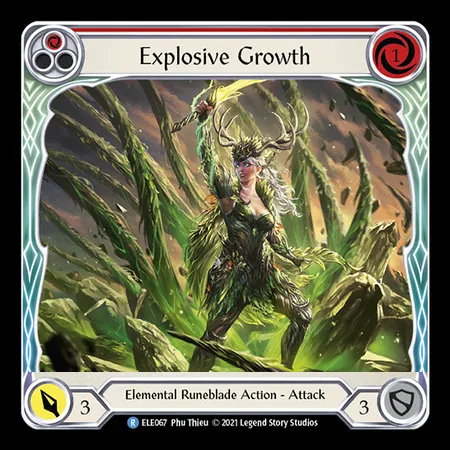 Explosive Growth
1
Elemental Runeblade Action - Attack
3
3
R ELE067 Phu Thieu © 2021 Legend Story Studios